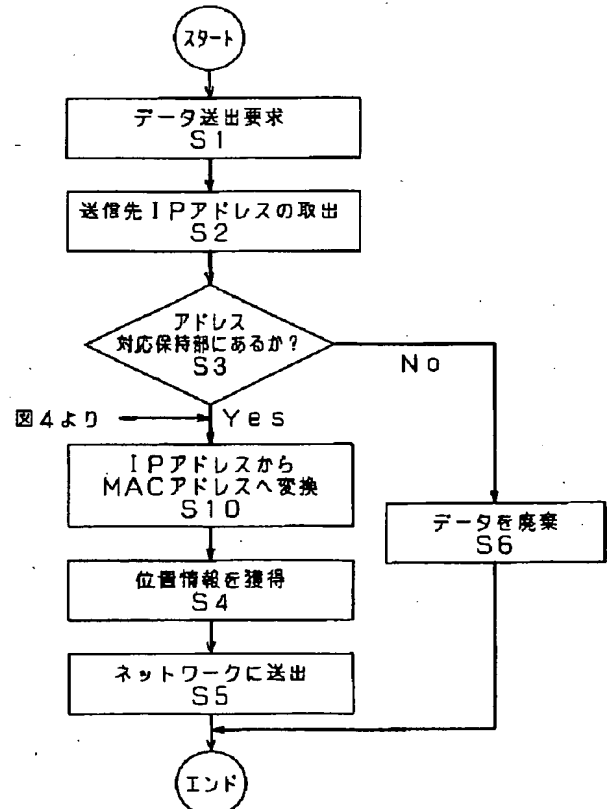 スタート
データ送出要求
S1
送信先IPアドレスの取出
S2
アドレス
対応保持部にあるか?
S3
No
図4より
Yes
IPアドレスから
MACアドレスへ変換
S10
データを廃棄
S6
位置情報を獲得
S4
ネットワークに送出
S5
エンド